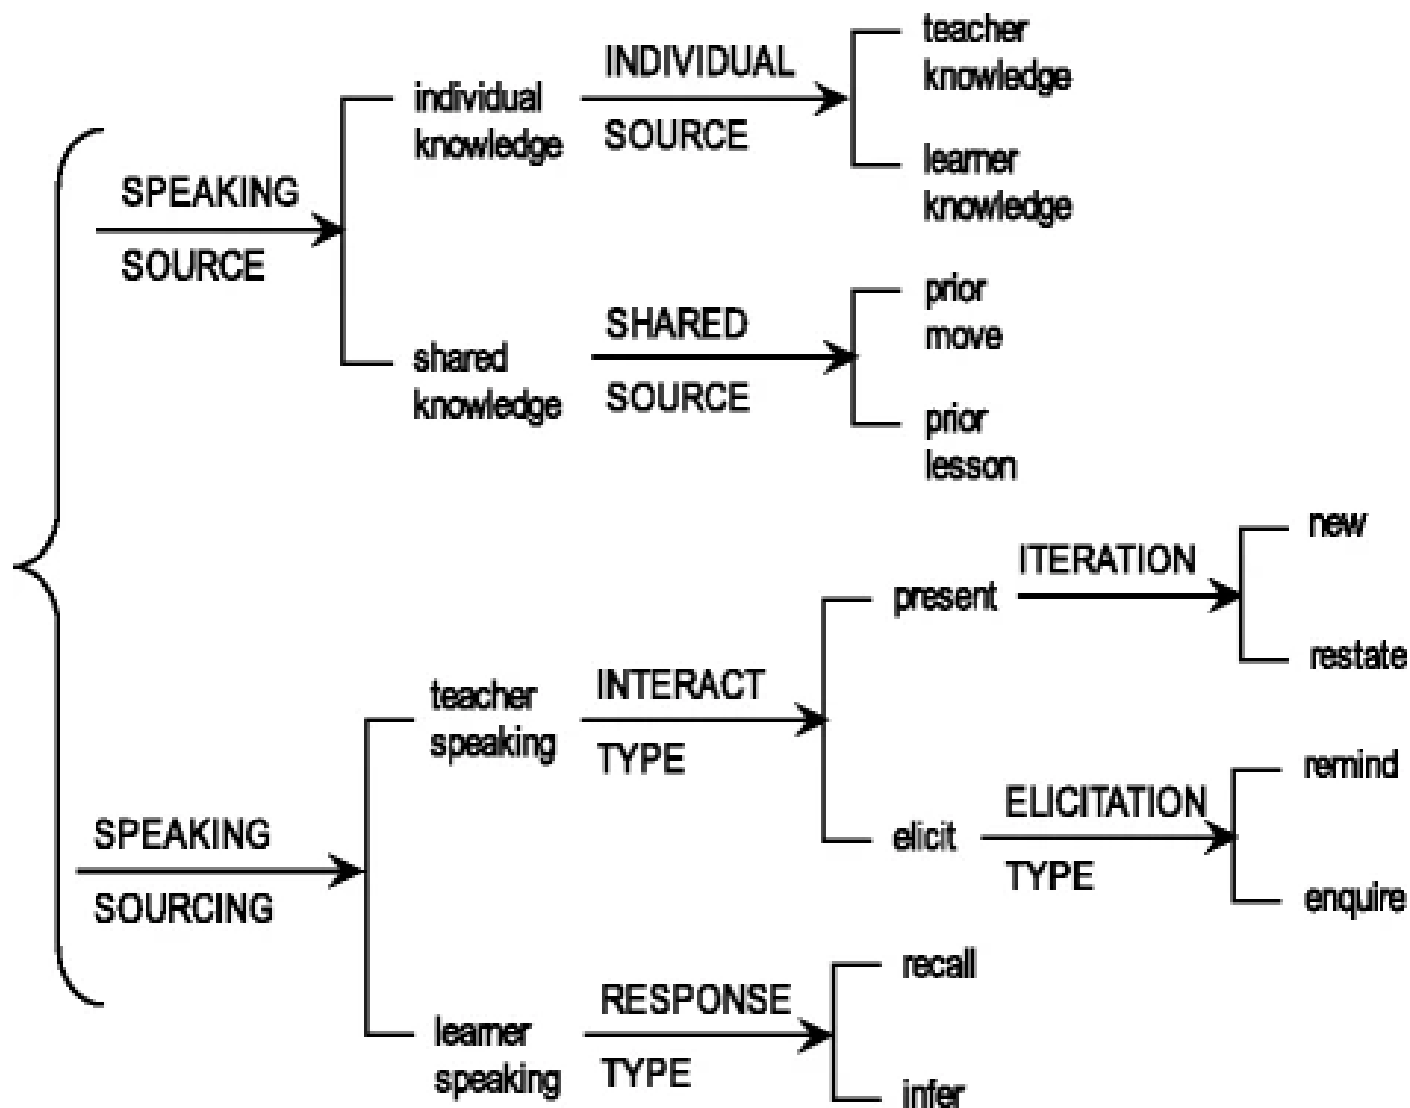 teacher
knowledge
INDIVIDUAL
SOURCE
individual
knowledge
learner
knowledge
SPEAKING
SOURCE
prior
move
SHARED
SOURCE
shared
knowledge
prior
lesson
new
ITERATION
present
restate
teacher
speaking
INTERACT
TYPE
remind
ELICITATION
TYPE
elicit
enquire
SPEAKING
SOURCING
recall
RESPONSE
TYPE
learner
speaking
infer